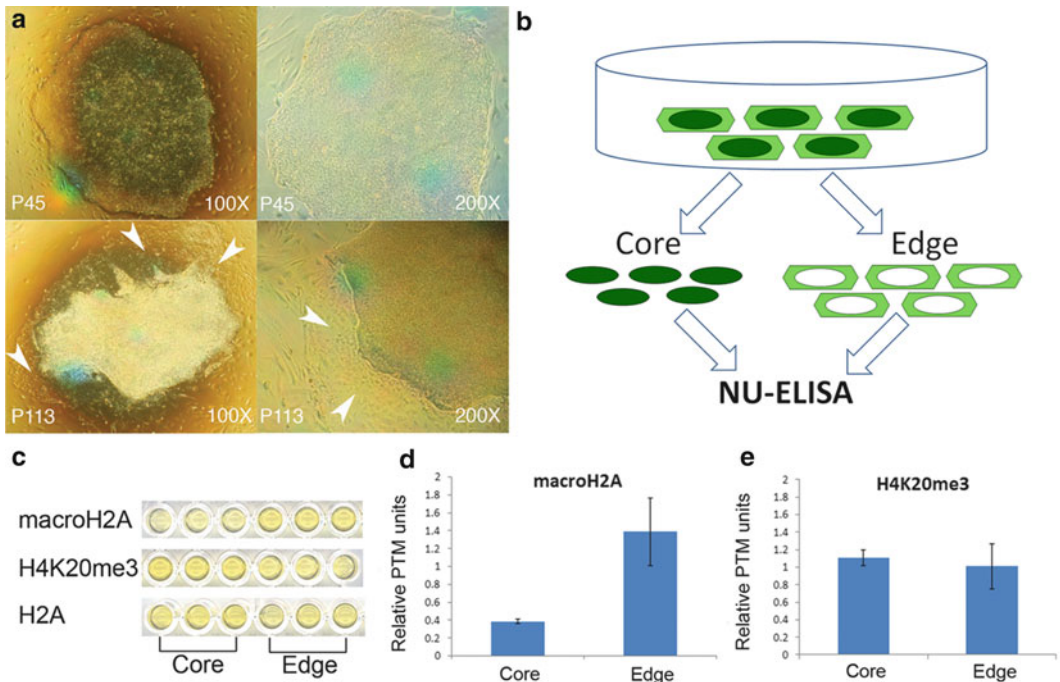 a
P45
100X
P45
200X
P113
100X
P113
200X
b
Core
Edge
NU-ELISA
c
macroH2A
H4K20me3
H2A
Core
Edge
d
macroH2A
Relative PTM units
2
1.8
1.6
1.4
1.2
1
0.8
0.6
0.4
0.2
0
Core
Edge
e
H4K20me3
Relative PTM units
2
1.8
1.6
1.4
1.2
1
0.8
0.6
0.4
0.2
0
Core
Edge